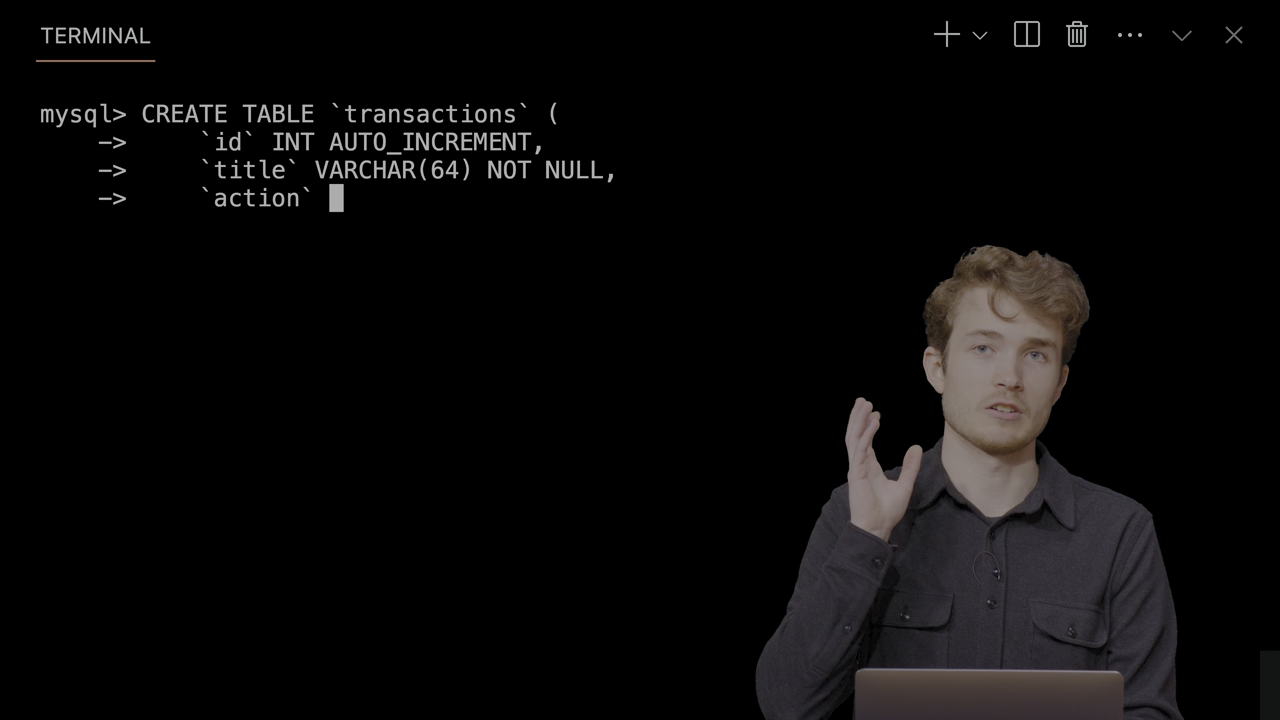 TERMINAL
mysql> CREATE TABLE `transactions` (
    ->     `id` INT AUTO_INCREMENT,
    ->     `title` VARCHAR(64) NOT NULL,
    ->     `action`